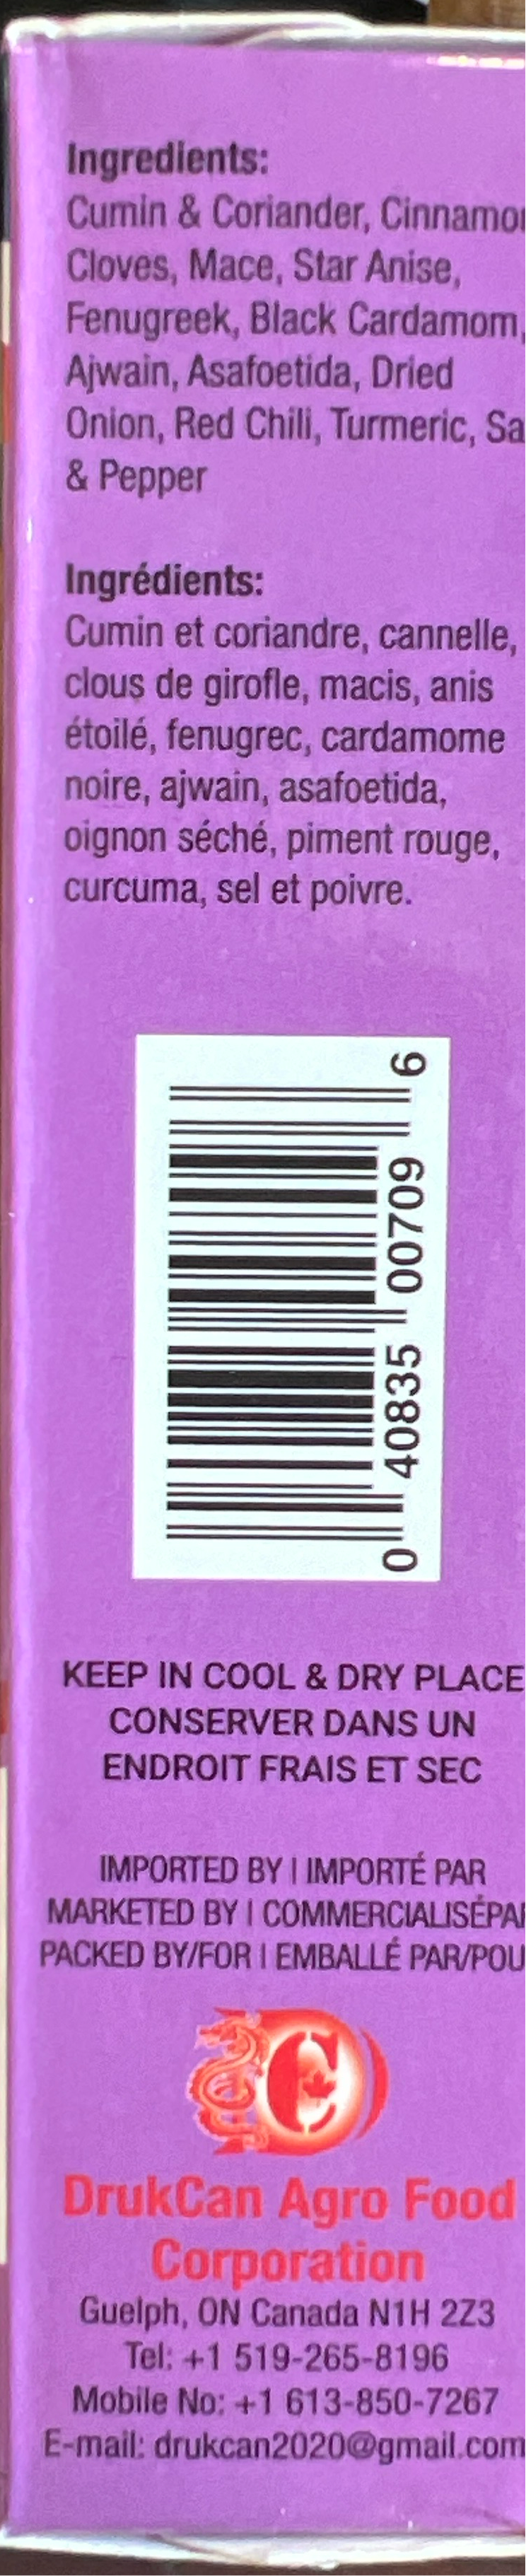 Ingredients:
Cumin & Coriander, Cinnamo
Cloves, Mace, Star Anise,
Fenugreek, Black Cardamom,
Ajwain, Asafoetida, Dried
Onion, Red Chili, Turmeric, Sa
& Pepper
Ingrédients:
Cumin et coriandre, cannelle,
clous de girofle, macis, anis
étoilé, fenugrec, cardamome
noire, ajwain, asafoetida,
oignon séché, piment rouge,
curcuma, sel et poivre.
0 40835 00709 6
KEEP IN COOL & DRY PLACE
CONSERVER DANS UN
ENDROIT FRAIS ET SEC
IMPORTED BY | IMPORTÉ PAR
MARKETED BY | COMMERCIALISÉPA
PACKED BY/FOR | EMBALLÉ PAR/POU
C
DrukCan Agro Food
Corporation
Guelph, ON Canada N1H 2Z3
Tel: +1 519-265-8196
Mobile No: +1 613-850-7267
E-mail: drukcan2020@gmail.com